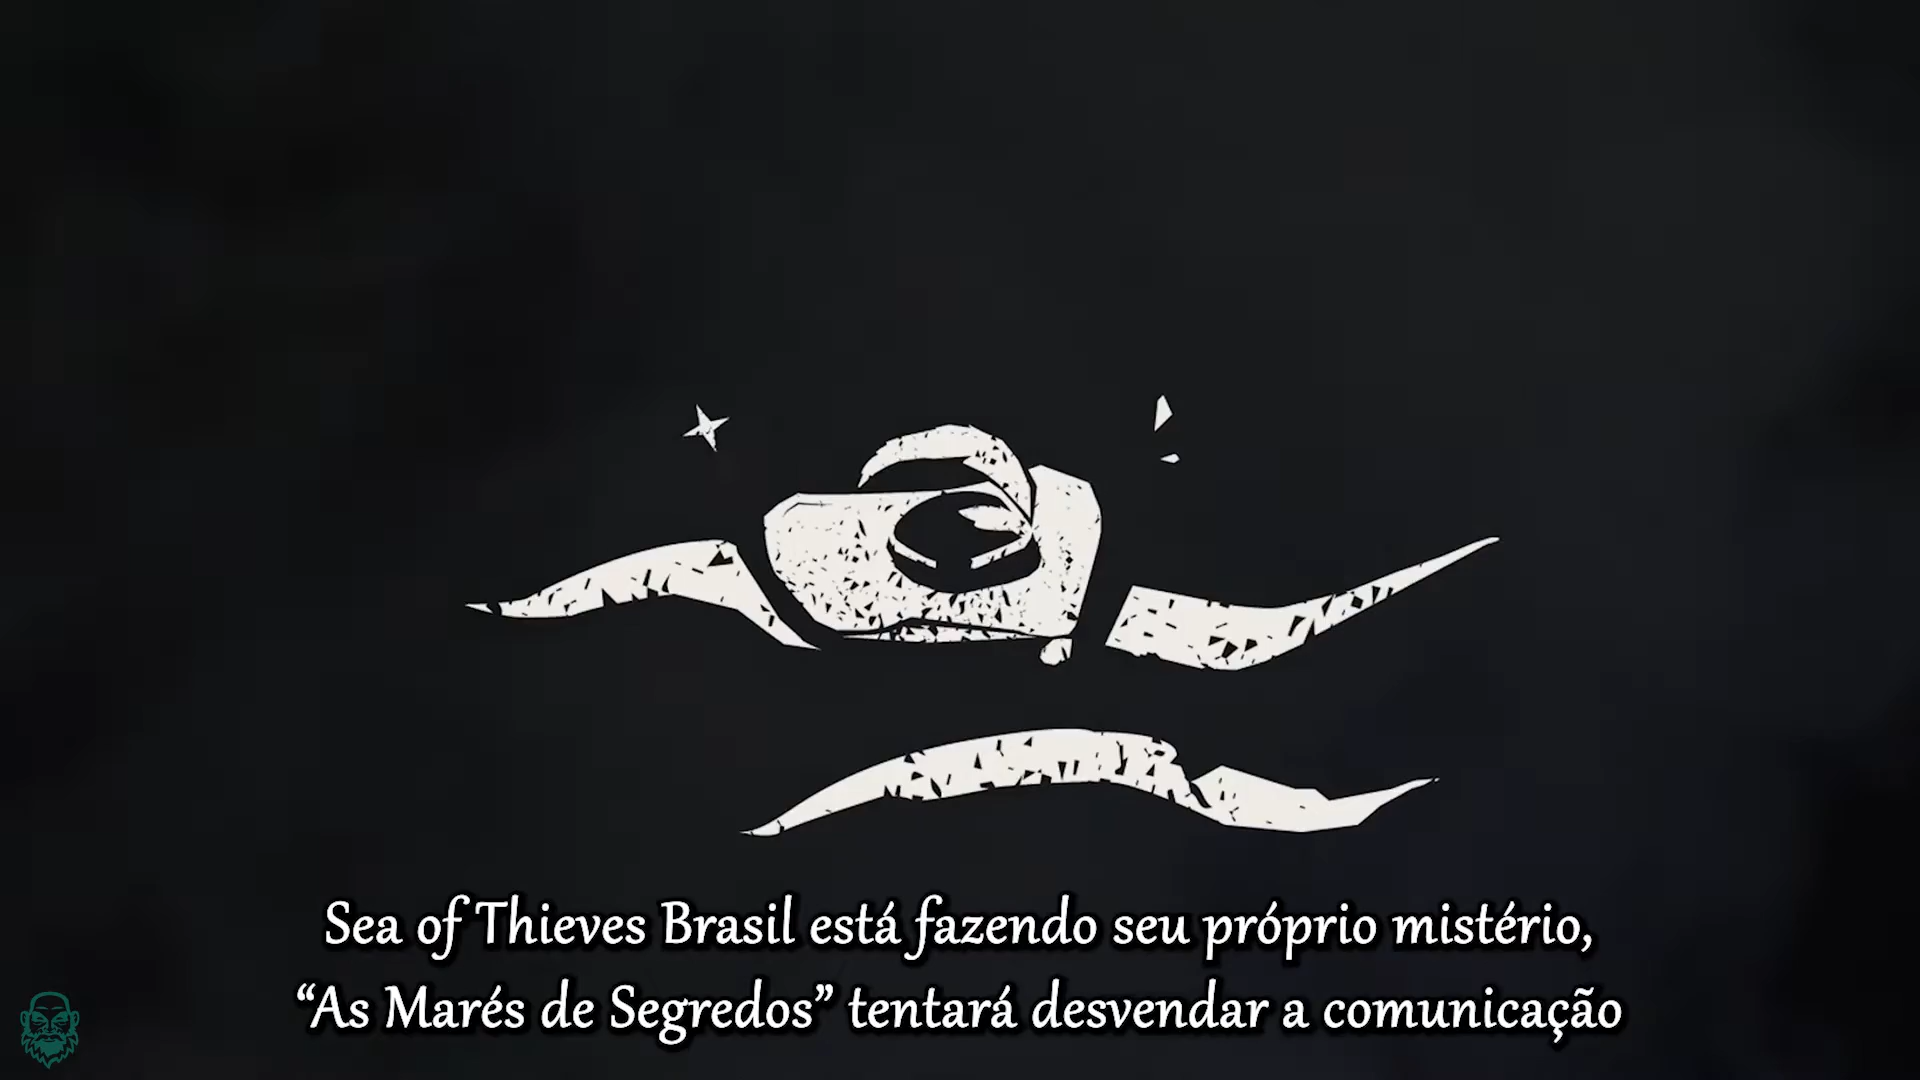 Sea of Thieves Brasil está fazendo seu próprio mistério,
“As Marés de Segredos” tentará desvendar a comunicação